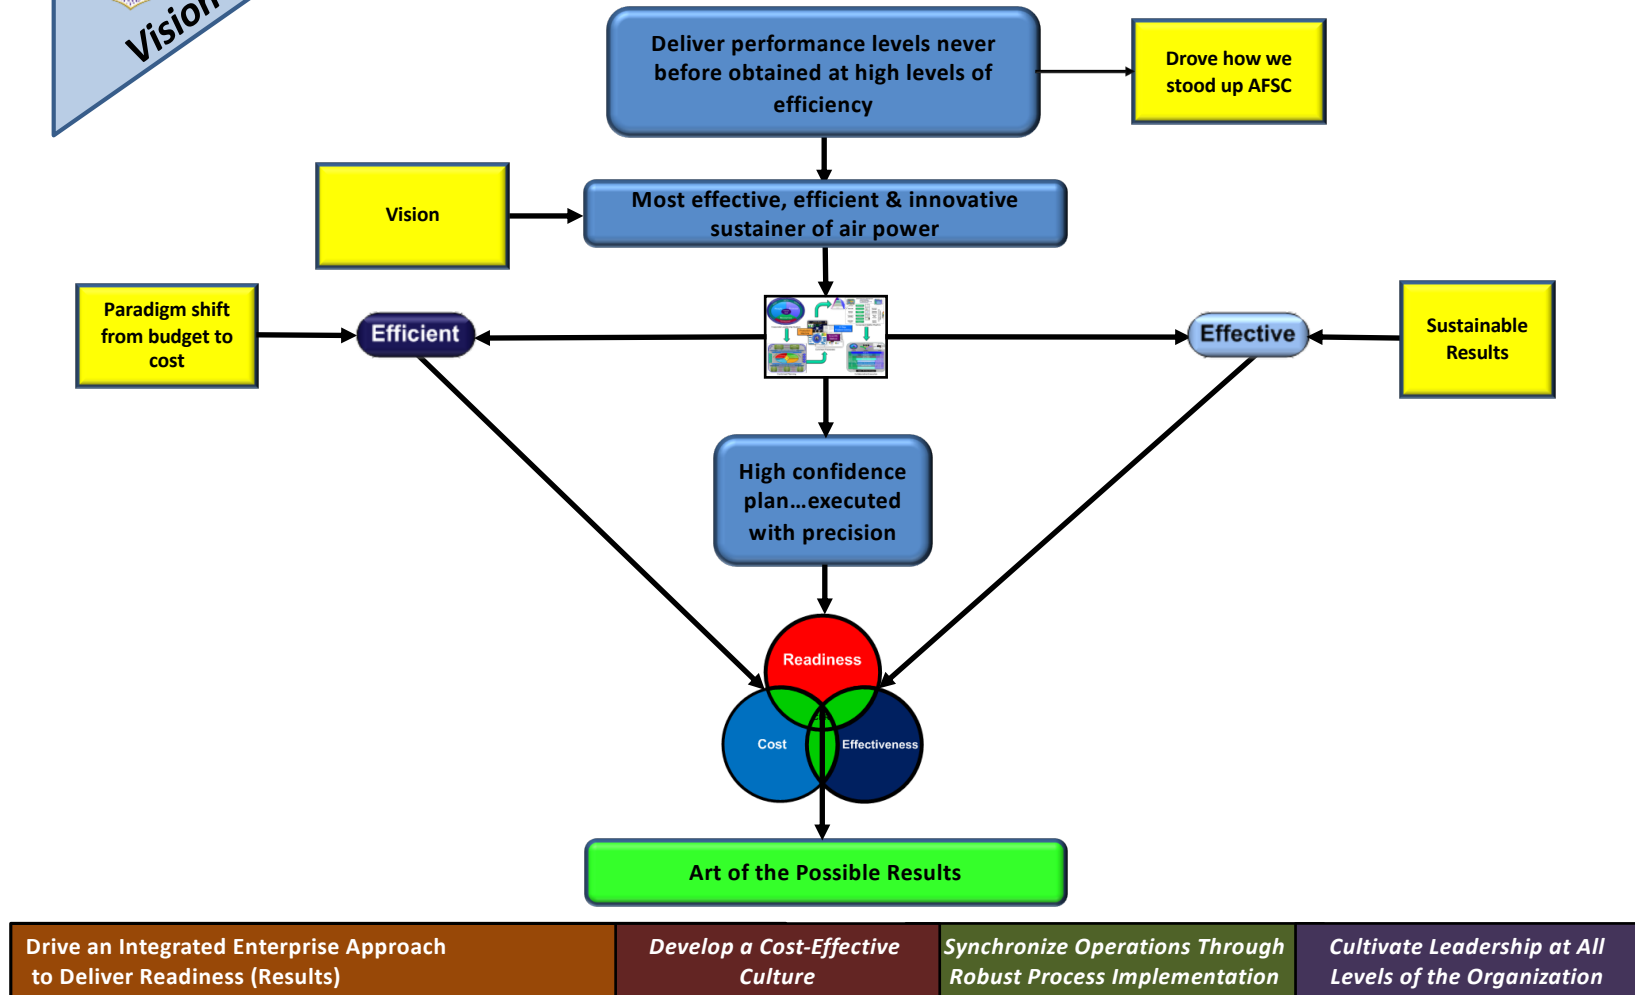 Vision
Deliver performance levels never
before obtained at high levels of
efficiency
Drove how we
stood up AFSC
Vision
Most effective, efficient & innovative
sustainer of air power
Paradigm shift
from budget to
cost
Efficient
Effective
Sustainable
Results
High confidence
plan...executed
with precision
Readiness
Cost
Effectiveness
Art of the Possible Results
Drive an Integrated Enterprise Approach
to Deliver Readiness (Results)
Develop a Cost-Effective
Culture
Synchronize Operations Through
Robust Process Implementation
Cultivate Leadership at All
Levels of the Organization